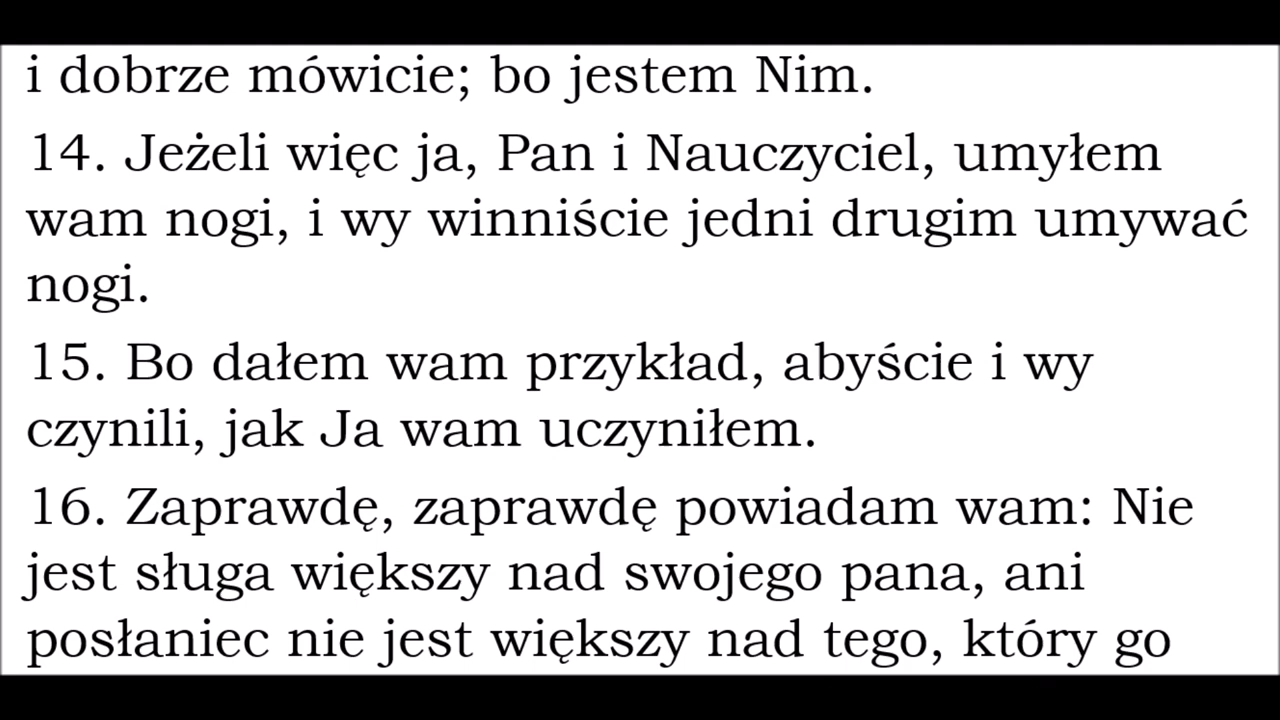 i dobrze mówicie; bo jestem Nim.
14. Jeżeli więc ja, Pan i Nauczyciel, umyłem
wam nogi, i wy winniście jedni drugim umywać
nogi.
15. Bo dałem wam przykład, abyście i wy
czynili, jak Ja wam uczyniłem.
16. Zaprawdę, zaprawdę powiadam wam: Nie
jest sługa większy nad swojego pana, ani
posłaniec nie jest większy nad tego, który go